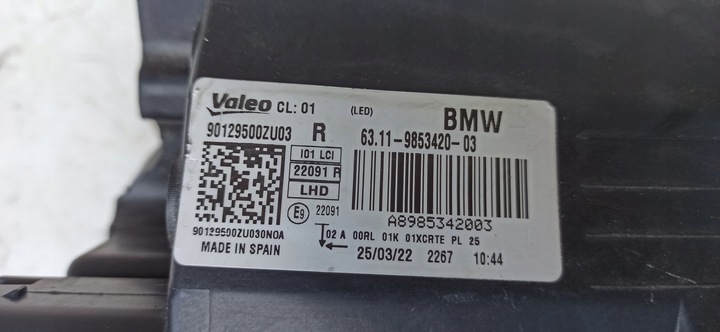 Valeo CL: 01 (LED) BMW
90129500ZU03 R 63.11-9853420-03
I01 LCI
22091 R
LHD
E9 22091
A8985342003
90129500ZU030N0A
02 A 00RL 01K 01XCRTE PL 25
MADE IN SPAIN 25/03/22 2267 10:44